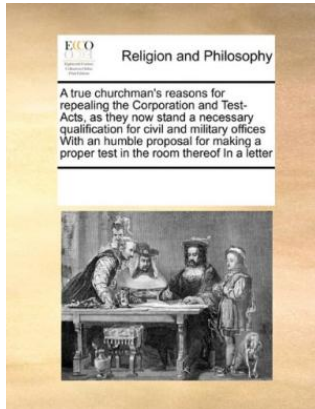 ECCO
Religion and Philosophy
A true churchman's reasons for
repealing the Corporation and Test-
Acts, as they now stand a necessary
qualification for civil and military offices
With an humble proposal for making a
proper test in the room thereof In a letter